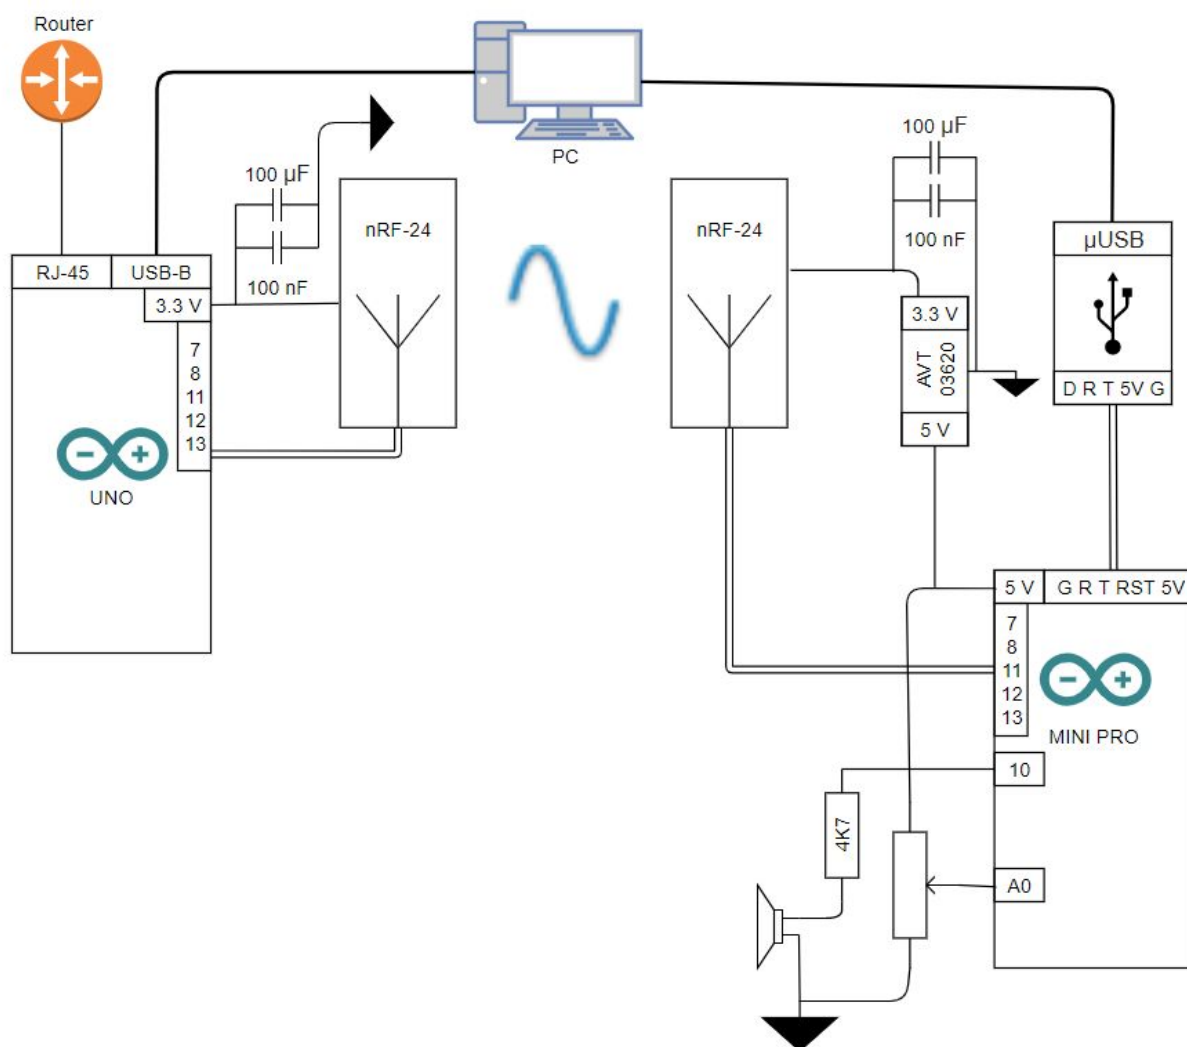 Router
PC
100 µF
100 nF
nRF-24
RJ-45
USB-B
3.3 V
7
8
11
12
13
UNO
nRF-24
100 µF
100 nF
3.3 V
AVT
03620
5 V
µUSB
D R T 5V G
5 V
G R T RST 5V
7
8
11
12
13
MINI PRO
10
4K7
A0